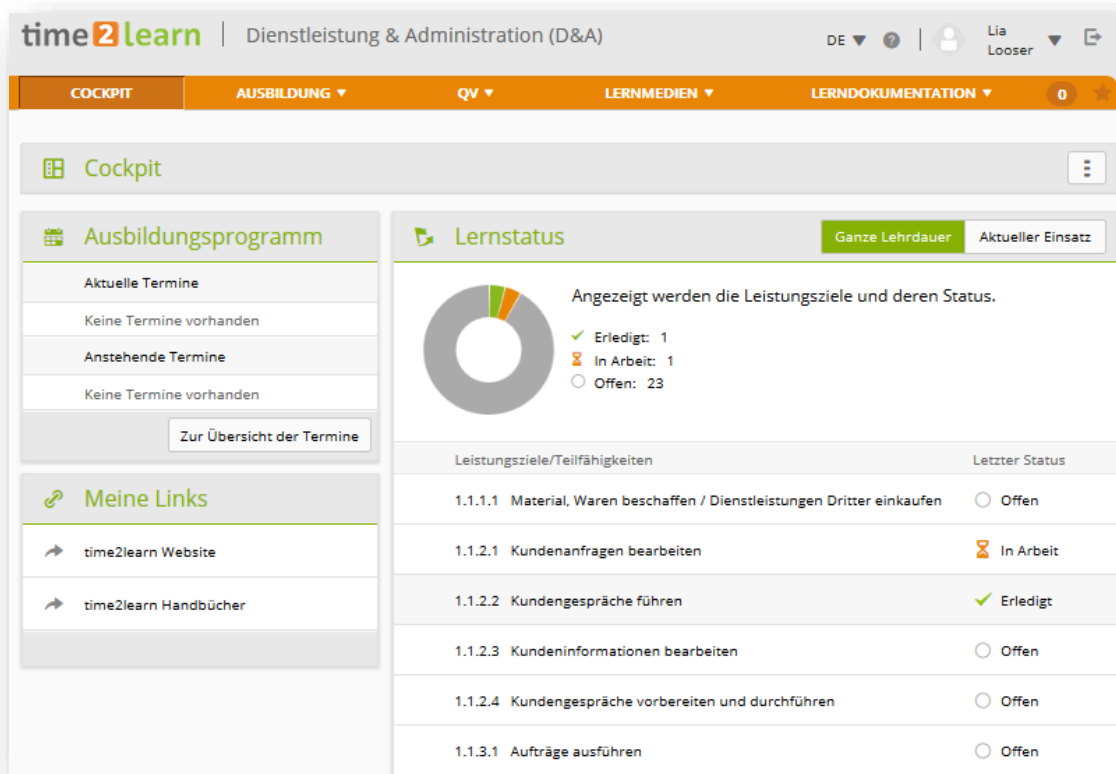 time2learn | Dienstleistung & Administration (D&A)
DE
Lia Looser
COCKPIT AUSBILDUNG QV LERNMEDIEN LERNDOKUMENTATION 0
Cockpit
Ausbildungsprogramm
Aktuelle Termine
Keine Termine vorhanden
Anstehende Termine
Keine Termine vorhanden
Zur Übersicht der Termine
Meine Links
time2learn Website
time2learn Handbücher
Lernstatus Ganze Lehrdauer Aktueller Einsatz
Angezeigt werden die Leistungsziele und deren Status.
Erledigt: 1
In Arbeit: 1
Offen: 23
Leistungsziele/Teilfähigkeiten Letzter Status
1.1.1.1 Material, Waren beschaffen / Dienstleistungen Dritter einkaufen Offen
1.1.2.1 Kundenanfragen bearbeiten In Arbeit
1.1.2.2 Kundengespräche führen Erledigt
1.1.2.3 Kundeninformationen bearbeiten Offen
1.1.2.4 Kundengespräche vorbereiten und durchführen Offen
1.1.3.1 Aufträge ausführen Offen